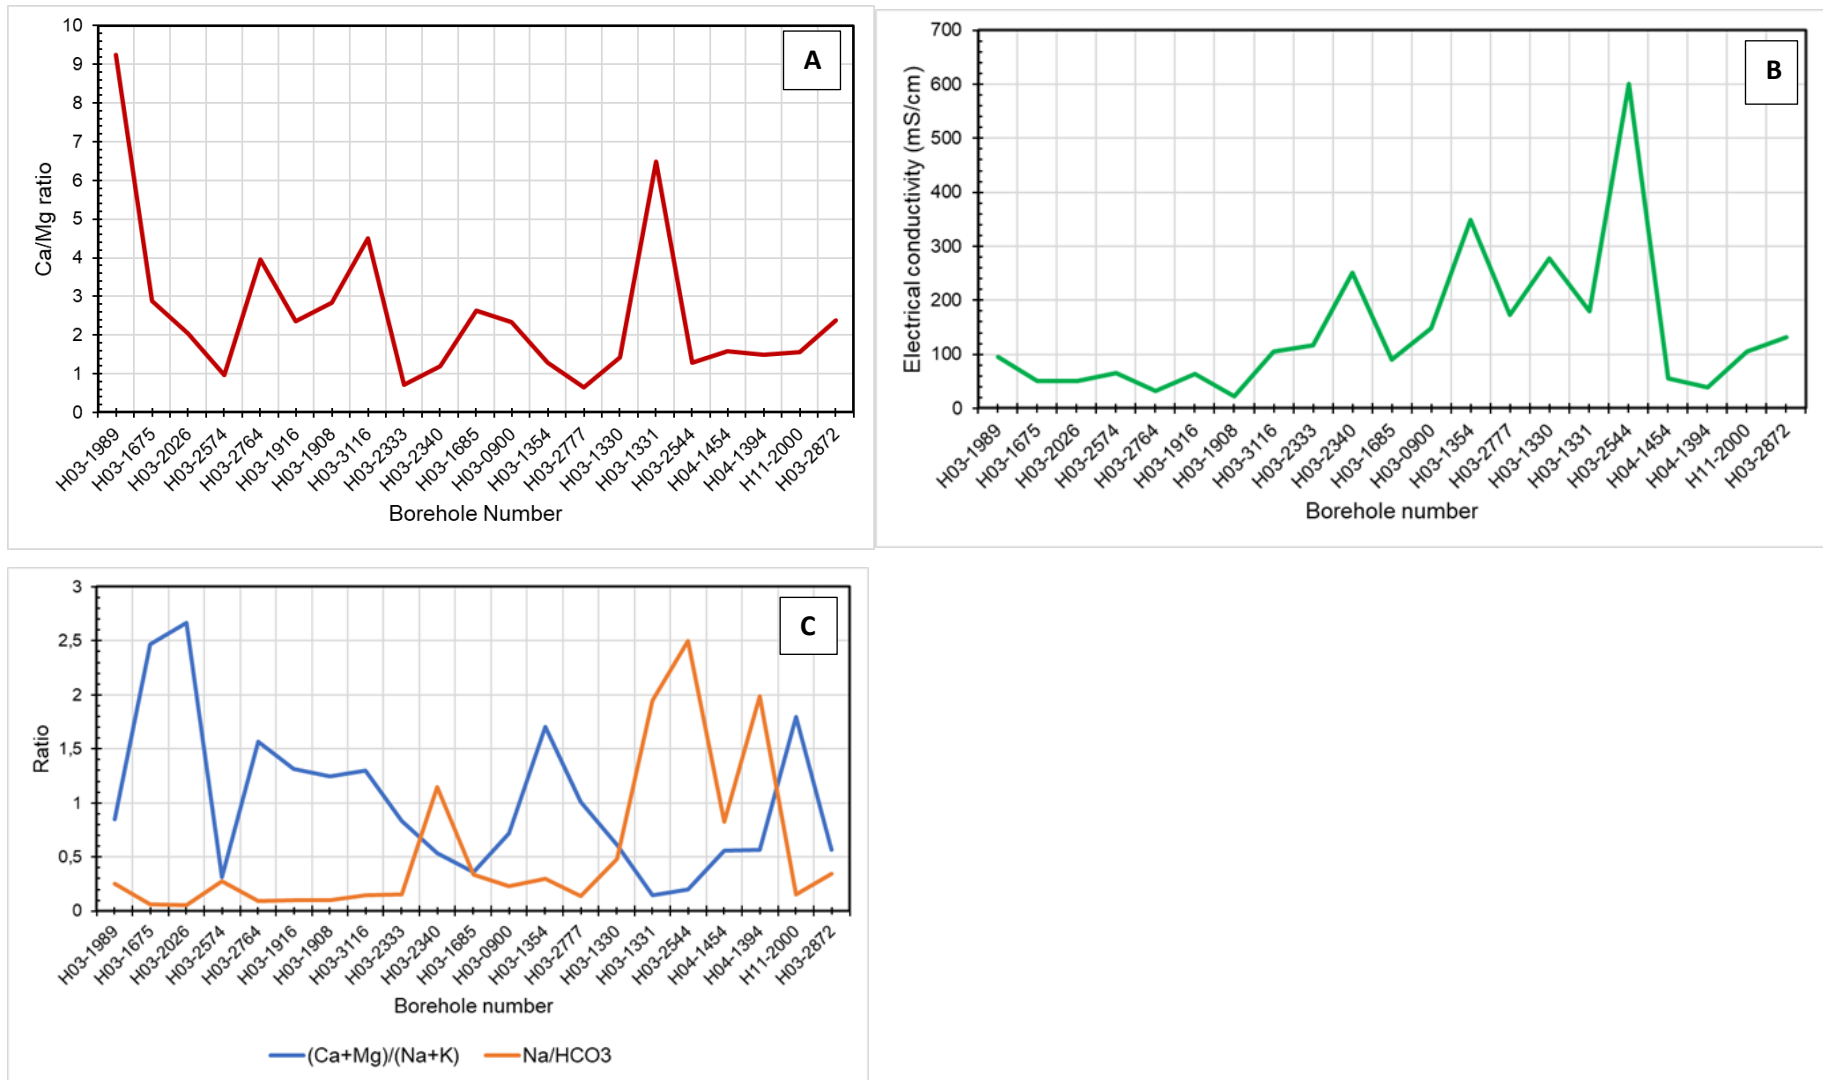 A
Ca/Mg ratio
10
9
8
7
6
5
4
3
2
1
0
H03-1989
H03-1675
H03-2026
H03-2574
H03-2764
H03-1916
H03-1908
H03-3116
H03-2333
H03-2340
H03-1685
H03-0900
H03-1354
H03-2777
H03-1330
H03-1331
H03-2544
H04-1454
H04-1394
H11-2000
H03-2872
Borehole Number
B
Electrical conductivity (mS/cm)
700
600
500
400
300
200
100
0
H03-1989
H03-1675
H03-2026
H03-2574
H03-2764
H03-1916
H03-1908
H03-3116
H03-2333
H03-2340
H03-1685
H03-0900
H03-1354
H03-2777
H03-1330
H03-1331
H03-2544
H04-1454
H04-1394
H11-2000
H03-2872
Borehole number
C
Ratio
3
2,5
2
1,5
1
0,5
0
H03-1989
H03-1675
H03-2026
H03-2574
H03-2764
H03-1916
H03-1908
H03-3116
H03-2333
H03-2340
H03-1685
H03-0900
H03-1354
H03-2777
H03-1330
H03-1331
H03-2544
H04-1454
H04-1394
H11-2000
H03-2872
Borehole number
(Ca+Mg)/(Na+K)
Na/HCO3